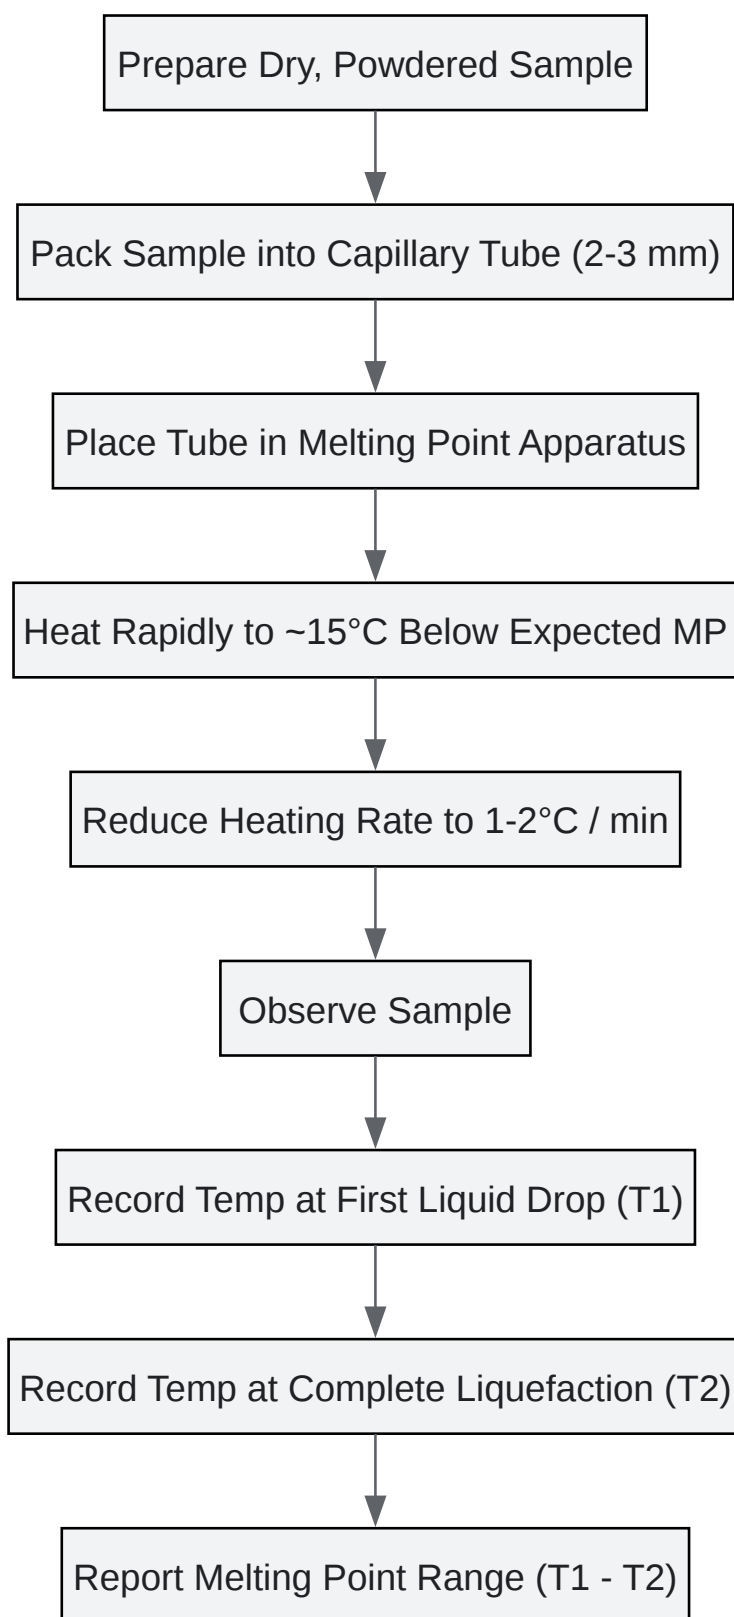 Prepare Dry, Powdered Sample
Pack Sample into Capillary Tube (2-3 mm)
Place Tube in Melting Point Apparatus
Heat Rapidly to ~15°C Below Expected MP
Reduce Heating Rate to 1-2°C / min
Observe Sample
Record Temp at First Liquid Drop (T1)
Record Temp at Complete Liquefaction (T2)
Report Melting Point Range (T1 - T2)